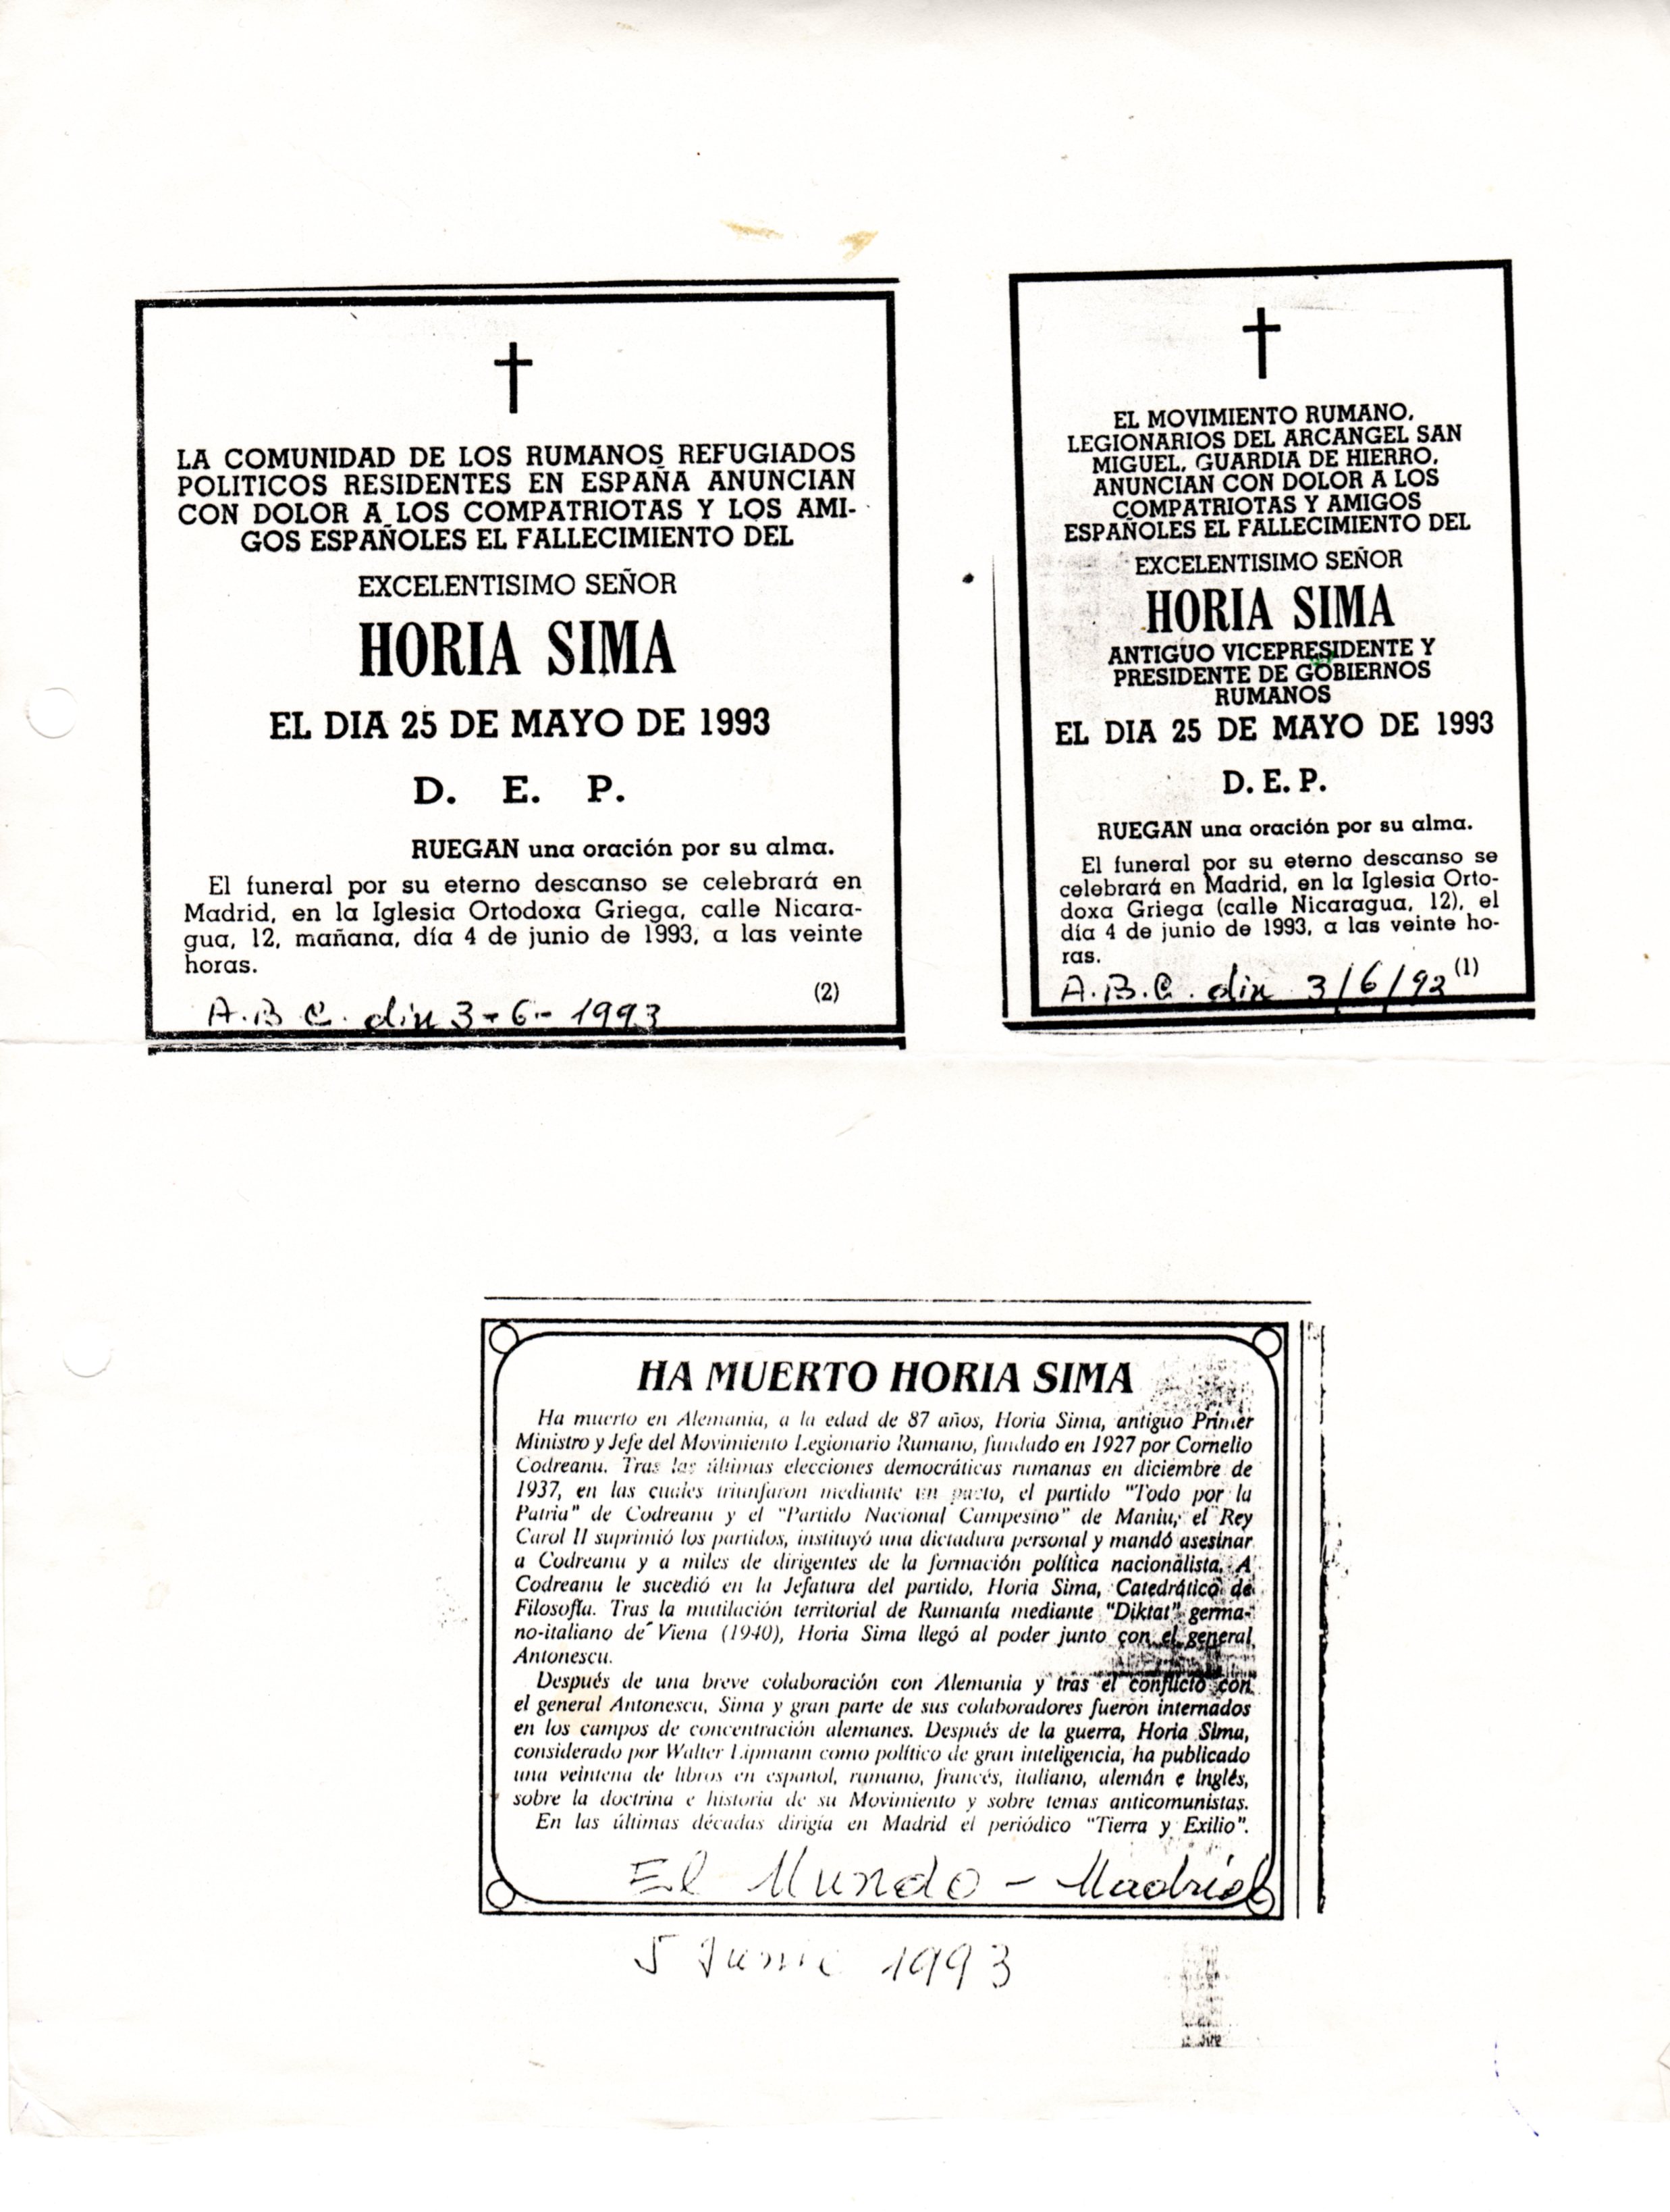 LA COMUNIDAD DE LOS RUMANOS REFUGIADOS
POLITICOS RESIDENTES EN ESPAÑA ANUNCIAN
CON DOLOR A LOS COMPATRIOTAS Y LOS AMI-
GOS ESPAÑOLES EL FALLECIMIENTO DEL
EXCELENTISIMO SEÑOR
HORIA SIMA
EL DIA 25 DE MAYO DE 1993
D. E. P.
RUEGAN una oración por su alma.
El funeral por su eterno descanso se celebrará en
Madrid, en la Iglesia Ortodoxa Griega, calle Nicara-
gua, 12, mañana, día 4 de junio de 1993, a las veinte
horas.
(2)
A.B.C. din 3-6-1993
EL MOVIMIENTO RUMANO,
LEGIONARIOS DEL ARCANGEL SAN
MIGUEL, GUARDIA DE HIERRO,
ANUNCIAN CON DOLOR A LOS
COMPATRIOTAS Y AMIGOS
ESPAÑOLES EL FALLECIMIENTO DEL
EXCELENTISIMO SEÑOR
HORIA SIMA
ANTIGUO VICEPRESIDENTE Y
PRESIDENTE DE GOBIERNOS
RUMANOS
EL DIA 25 DE MAYO DE 1993
D. E. P.
RUEGAN una oración por su alma.
El funeral por su eterno descanso se
celebrará en Madrid, en la Iglesia Orto-
doxa Griega (calle Nicaragua, 12), el
día 4 de junio de 1993, a las veinte ho-
ras.
(1)
A.B.C. din 3/6/92
HA MUERTO HORIA SIMA
Ha muerto en Alemania, a la edad de 87 años, Horia Sima, antiguo Primer
Ministro y Jefe del Movimiento Legionario Rumano, fundado en 1927 por Cornelio
Codreanu. Tras las últimas elecciones democráticas rumanas en diciembre de
1937, en las cuales triunfaron mediante un pacto, el partido "Todo por la
Patria" de Codreanu y el "Partido Nacional Campesino" de Maniu, el Rey
Carol II suprimió los partidos, instituyó una dictadura personal y mandó asesinar
a Codreanu y a miles de dirigentes de la formación política nacionalista. A
Codreanu le sucedió en la Jefatura del partido, Horia Sima, Catedrático de
Filosofía. Tras la mutilación territorial de Rumanía mediante "Diktat" germa-
no-italiano de Viena (1940), Horia Sima llegó al poder junto con el general
Antonescu.
Después de una breve colaboración con Alemania y tras el conflicto con
el general Antonescu, Sima y gran parte de sus colaboradores fueron internados
en los campos de concentración alemanes. Después de la guerra, Horia Sima,
considerado por Walter Lipmann como político de gran inteligencia, ha publicado
una veintena de libros en español, rumano, francés, italiano, alemán e inglés,
sobre la doctrina e historia de su Movimiento y sobre temas anticomunistas.
En las últimas décadas dirigía en Madrid el periódico "Tierra y Exilio".
El Mundo - Madrid
5 Junie 1993